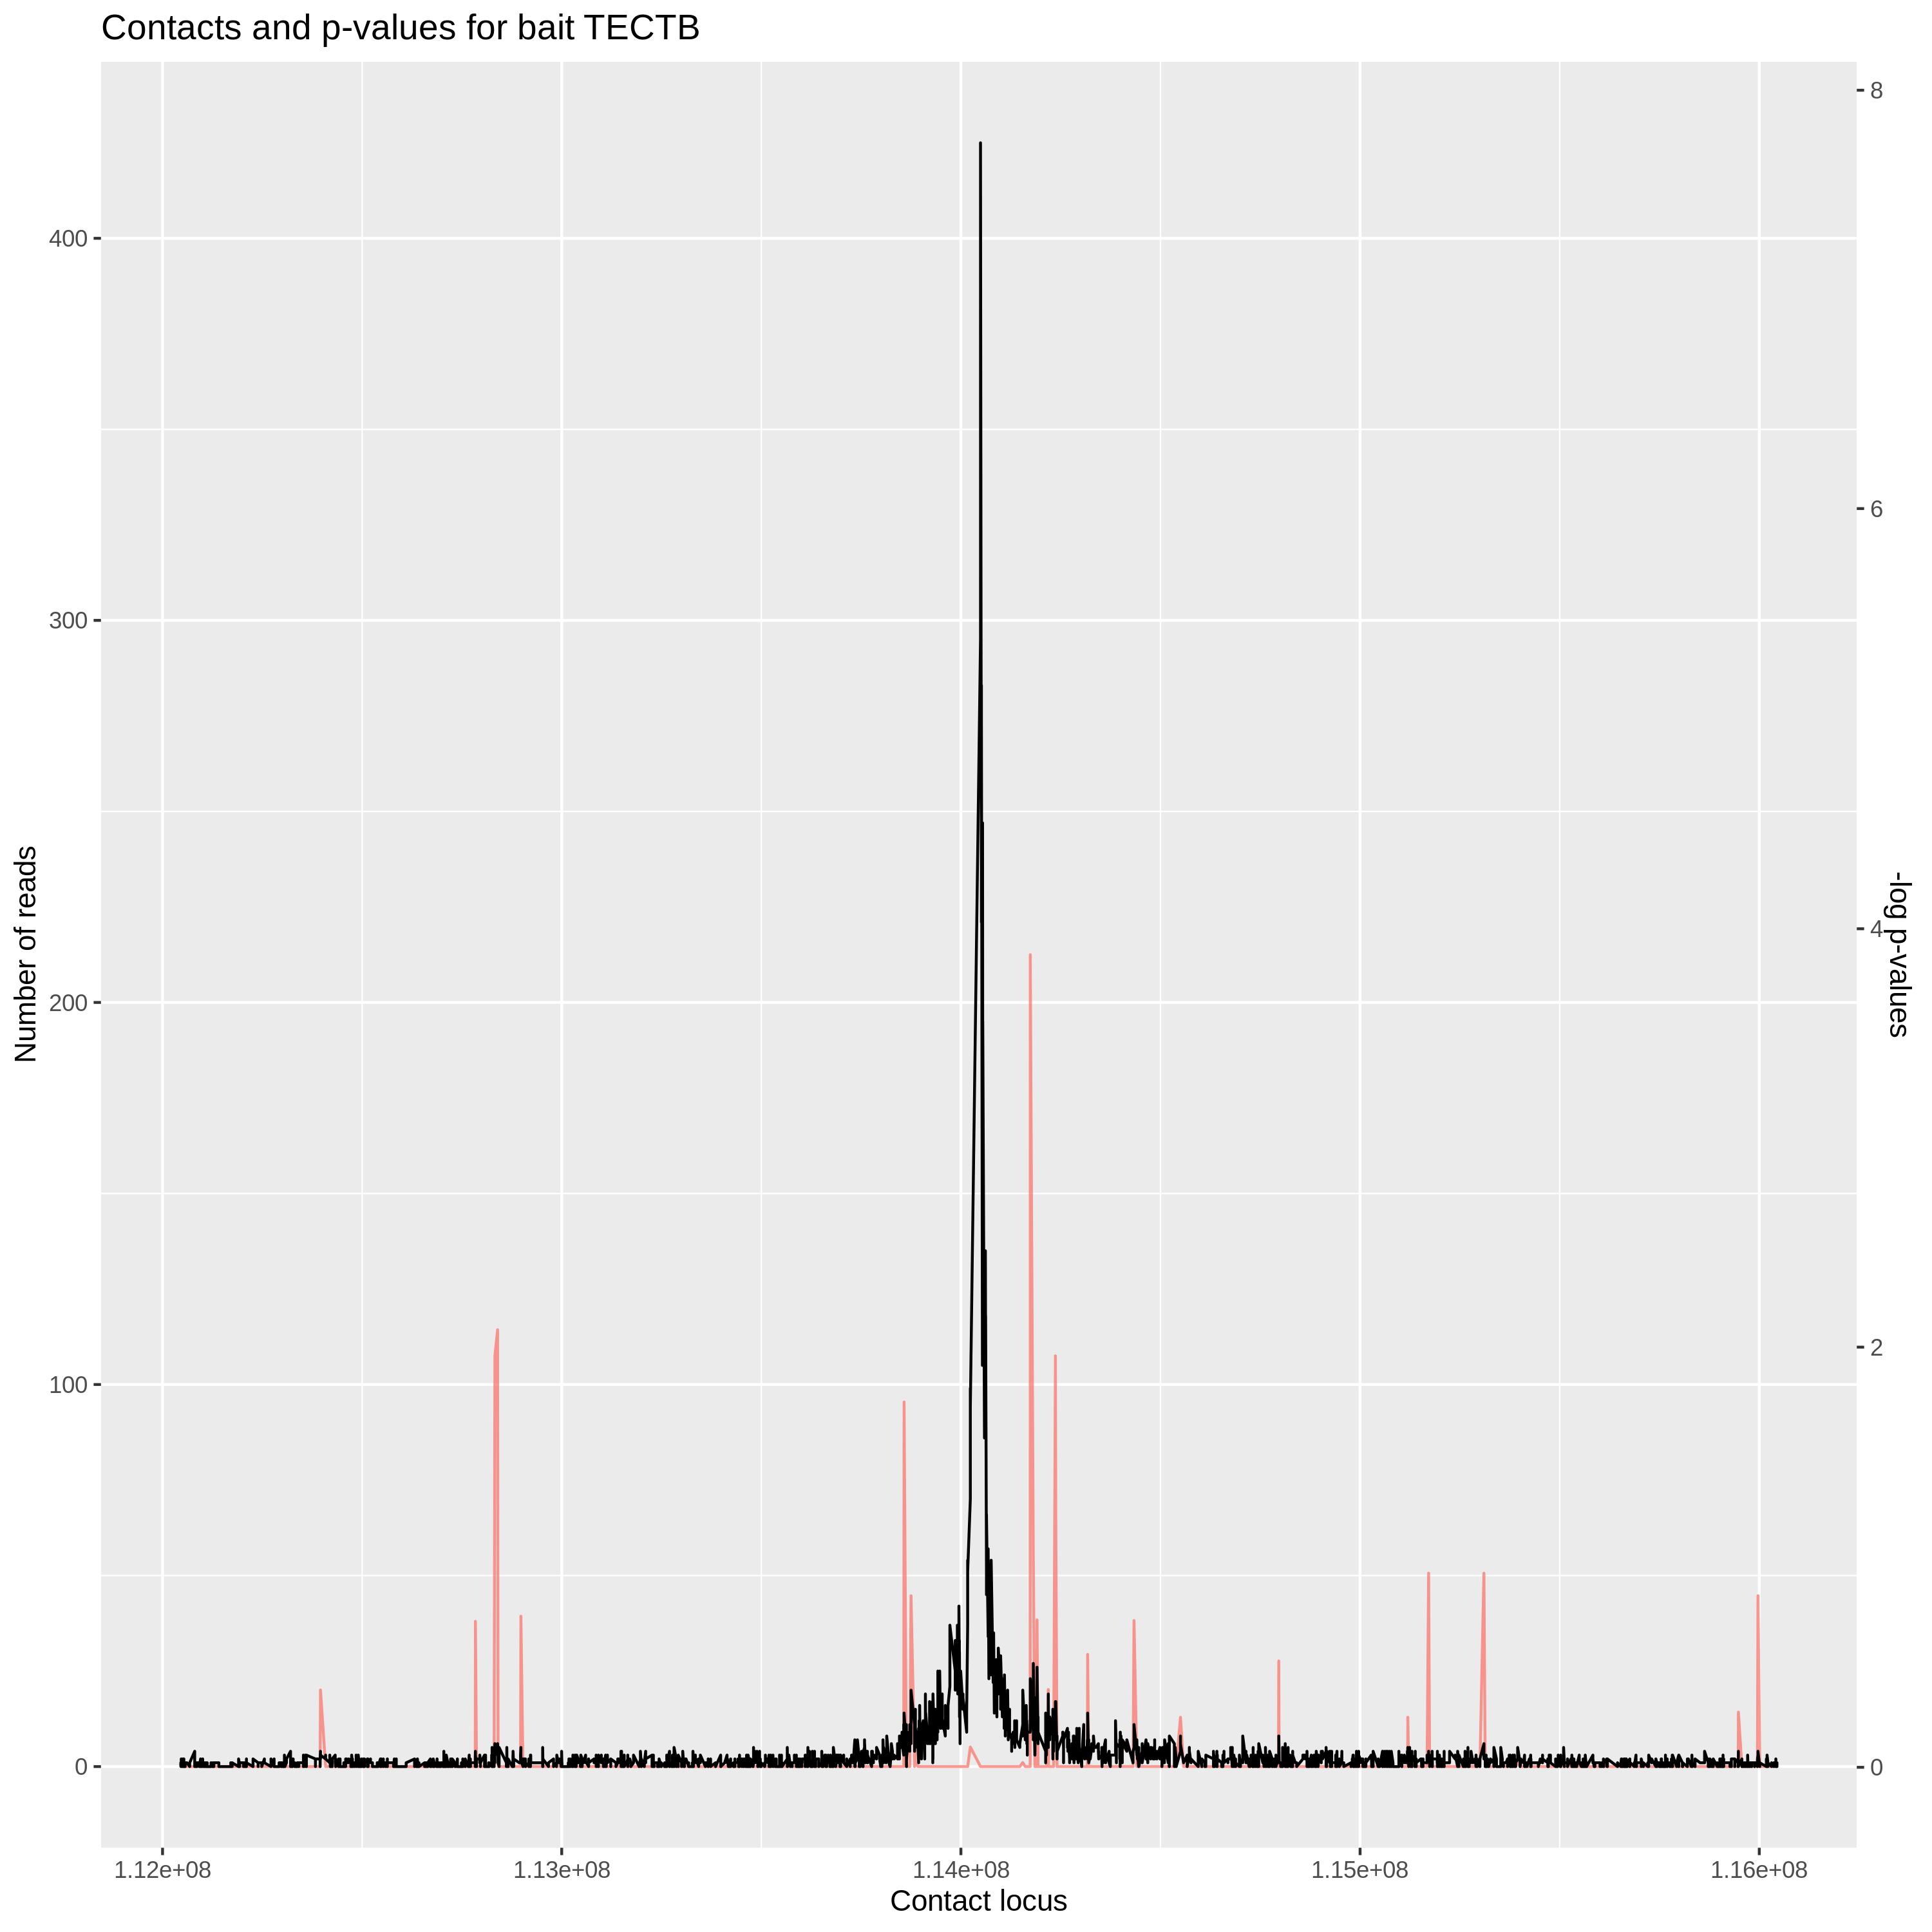 Contacts and p-values for bait TECTB
Number of reads
400
300
200
100
0
8
6
4
2
0
-log p-values
1.12e+08
1.13e+08
1.14e+08
1.15e+08
1.16e+08
Contact locus